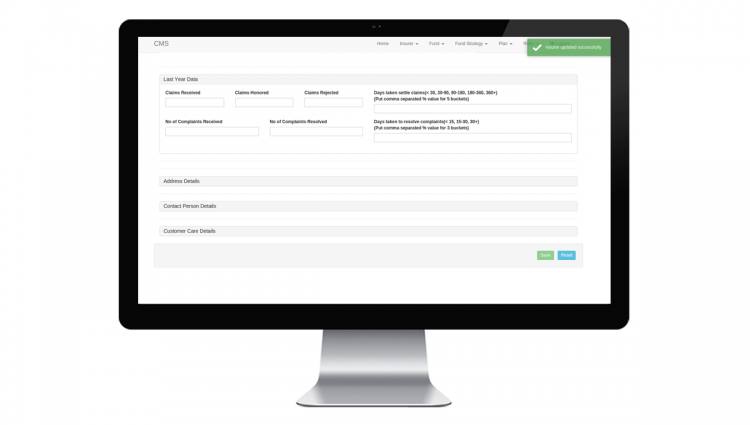 CMS
Home Insurer Fund Fund Strategy Plan
Insurer updated successfully
Last Year Data
Claims Received Claims Honored Claims Rejected Days taken settle claims(< 30, 30-90, 90-180, 180-360, 360+)
(Put comma separated % value for 5 buckets)
No of Complaints Received No of Complaints Resolved Days taken to resolve complaints(< 15, 15-30, 30+)
(Put comma separated % value for 3 buckets)
Address Details
Contact Person Details
Customer Care Details
Save Reset